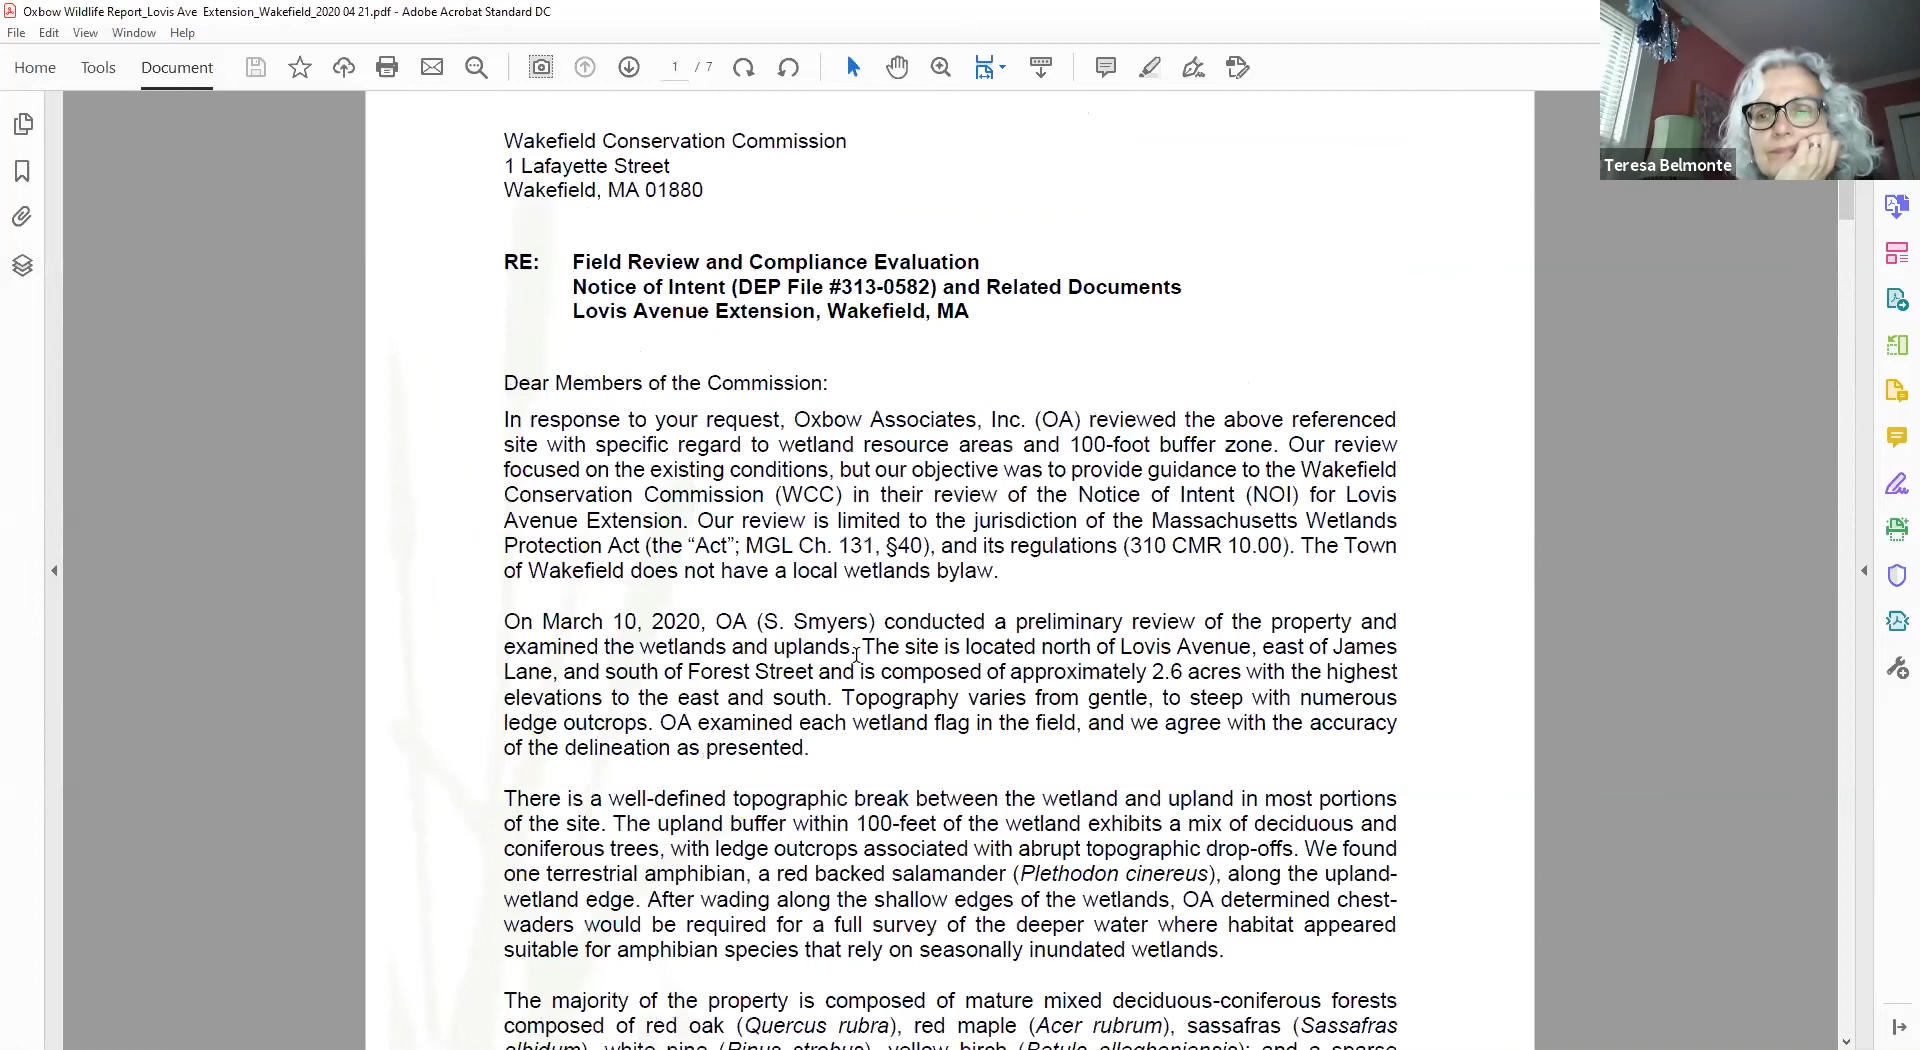 Oxbow Wildlife Report_Lovis Ave  Extension_Wakefield_2020 04 21.pdf - Adobe Acrobat Standard DC
File Edit View Window Help
Home Tools Document 1 / 7
Teresa Belmonte
Wakefield Conservation Commission
1 Lafayette Street
Wakefield, MA 01880
RE: Field Review and Compliance Evaluation
Notice of Intent (DEP File #313-0582) and Related Documents
Lovis Avenue Extension, Wakefield, MA
Dear Members of the Commission:
In response to your request, Oxbow Associates, Inc. (OA) reviewed the above referenced
site with specific regard to wetland resource areas and 100-foot buffer zone. Our review
focused on the existing conditions, but our objective was to provide guidance to the Wakefield
Conservation Commission (WCC) in their review of the Notice of Intent (NOI) for Lovis
Avenue Extension. Our review is limited to the jurisdiction of the Massachusetts Wetlands
Protection Act (the “Act”; MGL Ch. 131, §40), and its regulations (310 CMR 10.00). The Town
of Wakefield does not have a local wetlands bylaw.
On March 10, 2020, OA (S. Smyers) conducted a preliminary review of the property and
examined the wetlands and uplands. The site is located north of Lovis Avenue, east of James
Lane, and south of Forest Street and is composed of approximately 2.6 acres with the highest
elevations to the east and south. Topography varies from gentle, to steep with numerous
ledge outcrops. OA examined each wetland flag in the field, and we agree with the accuracy
of the delineation as presented.
There is a well-defined topographic break between the wetland and upland in most portions
of the site. The upland buffer within 100-feet of the wetland exhibits a mix of deciduous and
coniferous trees, with ledge outcrops associated with abrupt topographic drop-offs. We found
one terrestrial amphibian, a red backed salamander (Plethodon cinereus), along the upland-
wetland edge. After wading along the shallow edges of the wetlands, OA determined chest-
waders would be required for a full survey of the deeper water where habitat appeared
suitable for amphibian species that rely on seasonally inundated wetlands.
The majority of the property is composed of mature mixed deciduous-coniferous forests
composed of red oak (Quercus rubra), red maple (Acer rubrum), sassafras (Sassafras
albidum), white pine (Pinus strobus), yellow birch (Betula alleghaniensis); and a sparse